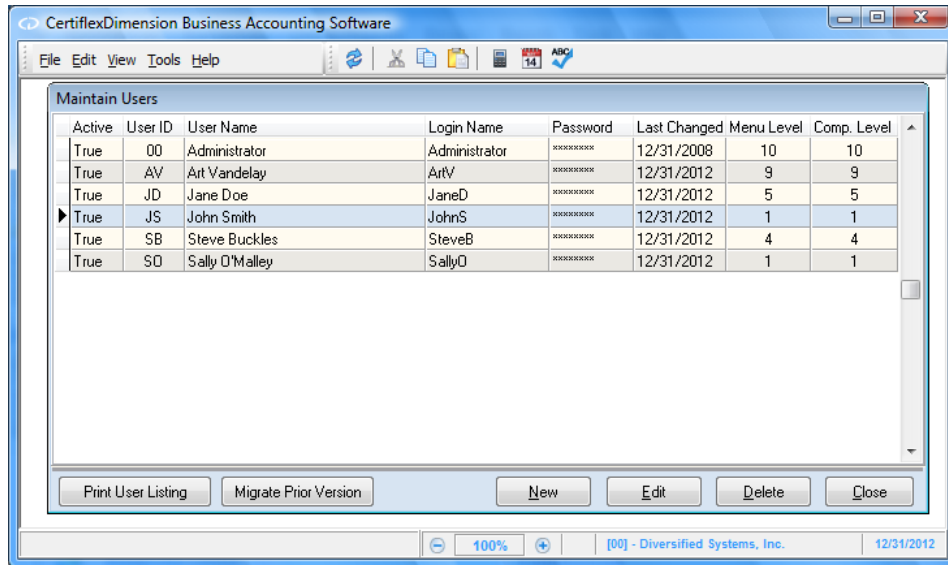 CertiflexDimension Business Accounting Software
File Edit View Tools Help 14 ABC
Maintain Users
Active User ID User Name Login Name Password Last Changed Menu Level Comp. Level
True 00 Administrator Administrator ×××××××× 12/31/2008 10 10
True AV Art Vandelay ArtV ×××××××× 12/31/2012 9 9
True JD Jane Doe JaneD ×××××××× 12/31/2012 5 5
True JS John Smith JohnS ×××××××× 12/31/2012 1 1
True SB Steve Buckles SteveB ×××××××× 12/31/2012 4 4
True SO Sally O'Malley SallyO ×××××××× 12/31/2012 1 1
Print User Listing Migrate Prior Version New Edit Delete Close
100% [00] - Diversified Systems, Inc. 12/31/2012